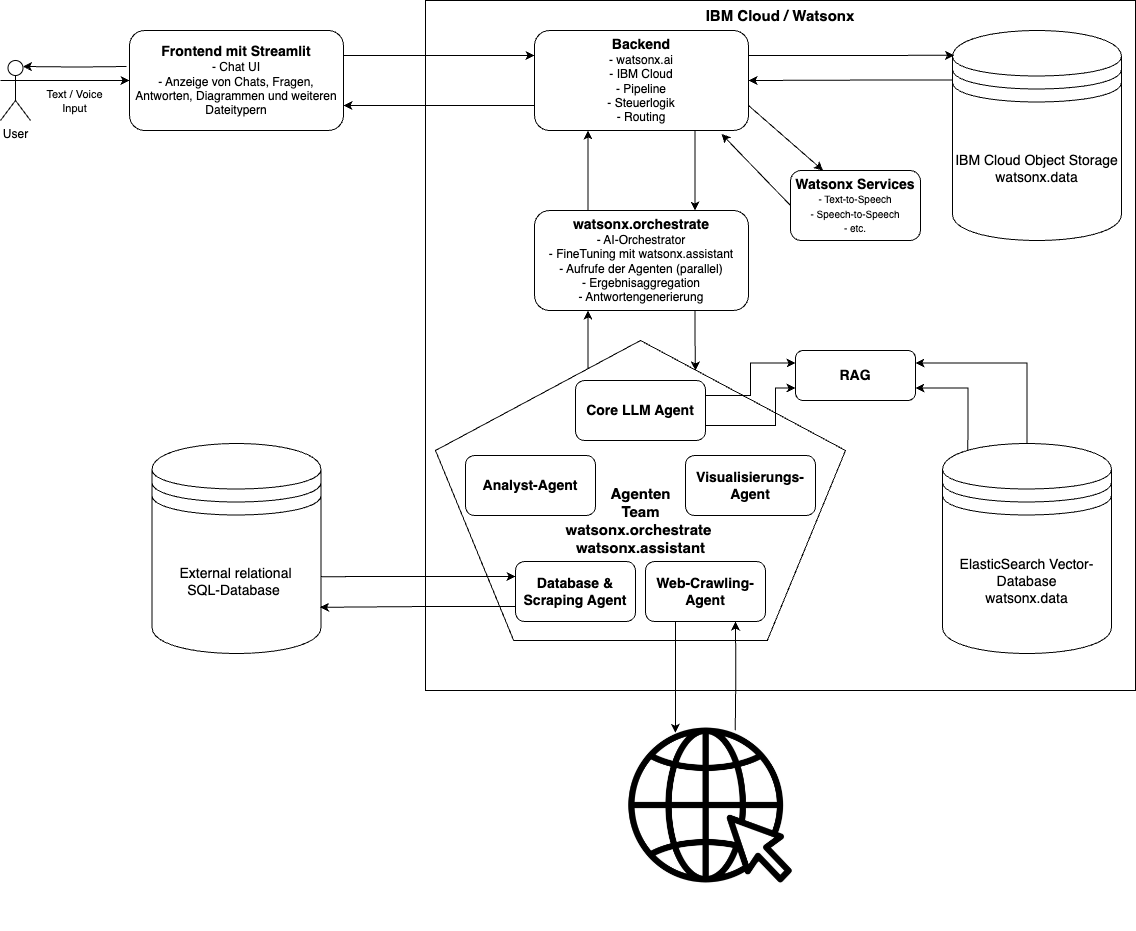 IBM Cloud / Watsonx
Frontend mit Streamlit
- Chat UI
- Anzeige von Chats, Fragen,
Antworten, Diagrammen und weiteren
Dateitypern
Text / Voice
Input
User
Backend
- watsonx.ai
- IBM Cloud
- Pipeline
- Steuerlogik
- Routing
IBM Cloud Object Storage
watsonx.data
Watsonx Services
- Text-to-Speech
- Speech-to-Speech
- etc.
watsonx.orchestrate
- AI-Orchestrator
- FineTuning mit watsonx.assistant
- Aufrufe der Agenten (parallel)
- Ergebnisaggregation
- Antwortengenerierung
RAG
Core LLM Agent
Analyst-Agent
Visualisierungs-
Agent
Agenten
Team
watsonx.orchestrate
watsonx.assistant
External relational
SQL-Database
Database &
Scraping Agent
Web-Crawling-
Agent
ElasticSearch Vector-
Database
watsonx.data